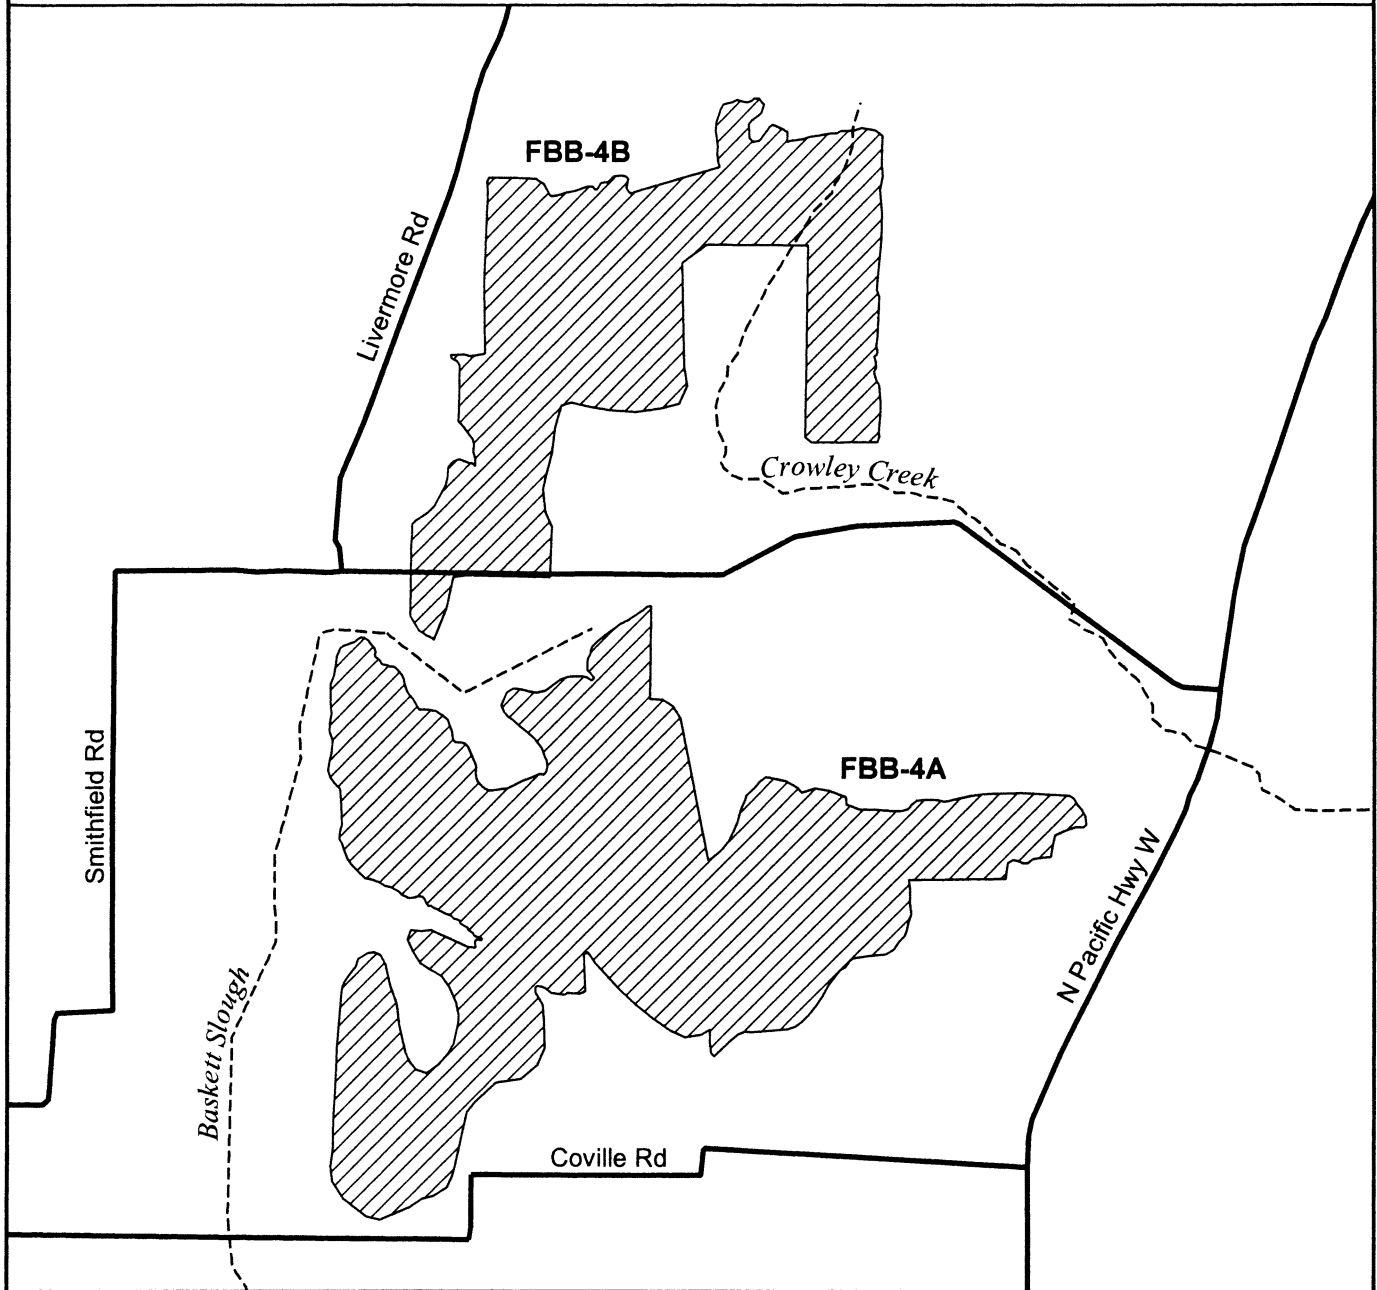 FBB-4B
Livermore Rd
Crowley Creek
Smithfield Rd
FBB-4A
N Pacific Hwy W
Baskett Slough
Coville Rd